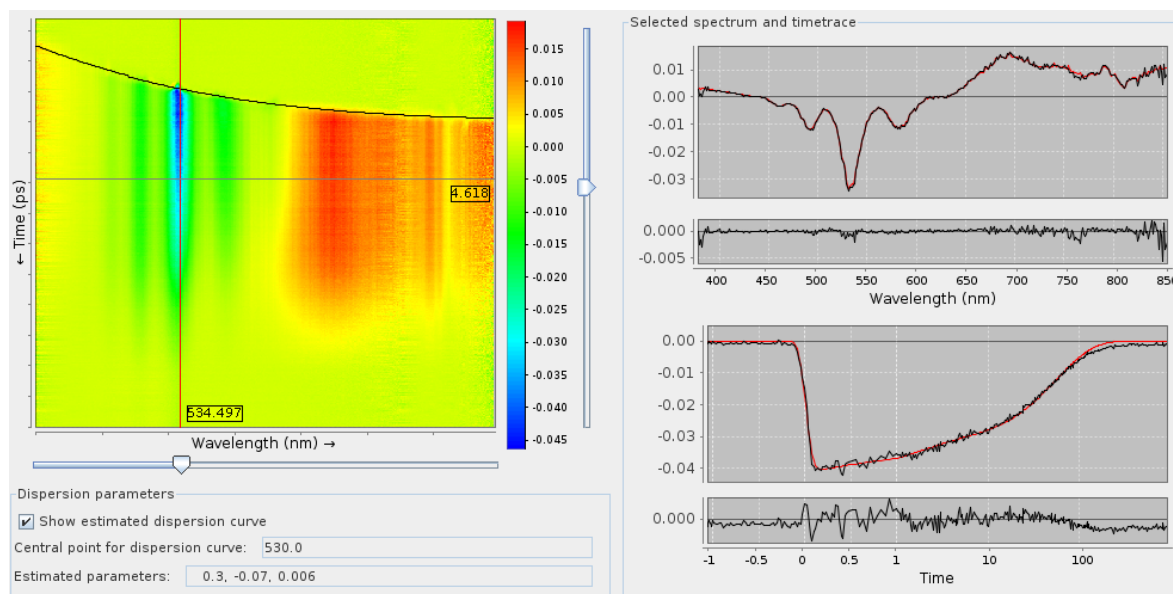 0.015
0.010
0.005
0.000
-0.005
-0.010
-0.015
-0.020
-0.025
-0.030
-0.035
-0.040
-0.045
← Time (ps)
4.618
534.497
Wavelength (nm) →
Dispersion parameters
Show estimated dispersion curve
Central point for dispersion curve: 530.0
Estimated parameters: 0.3, -0.07, 0.006
Selected spectrum and timetrace
0.01
0.00
-0.01
-0.02
-0.03
0.000
-0.005
400 450 500 550 600 650 700 750 800 850
Wavelength (nm)
0.00
-0.01
-0.02
-0.03
-0.04
0.000
-1 -0.5 0 0.5 1 10 100
Time